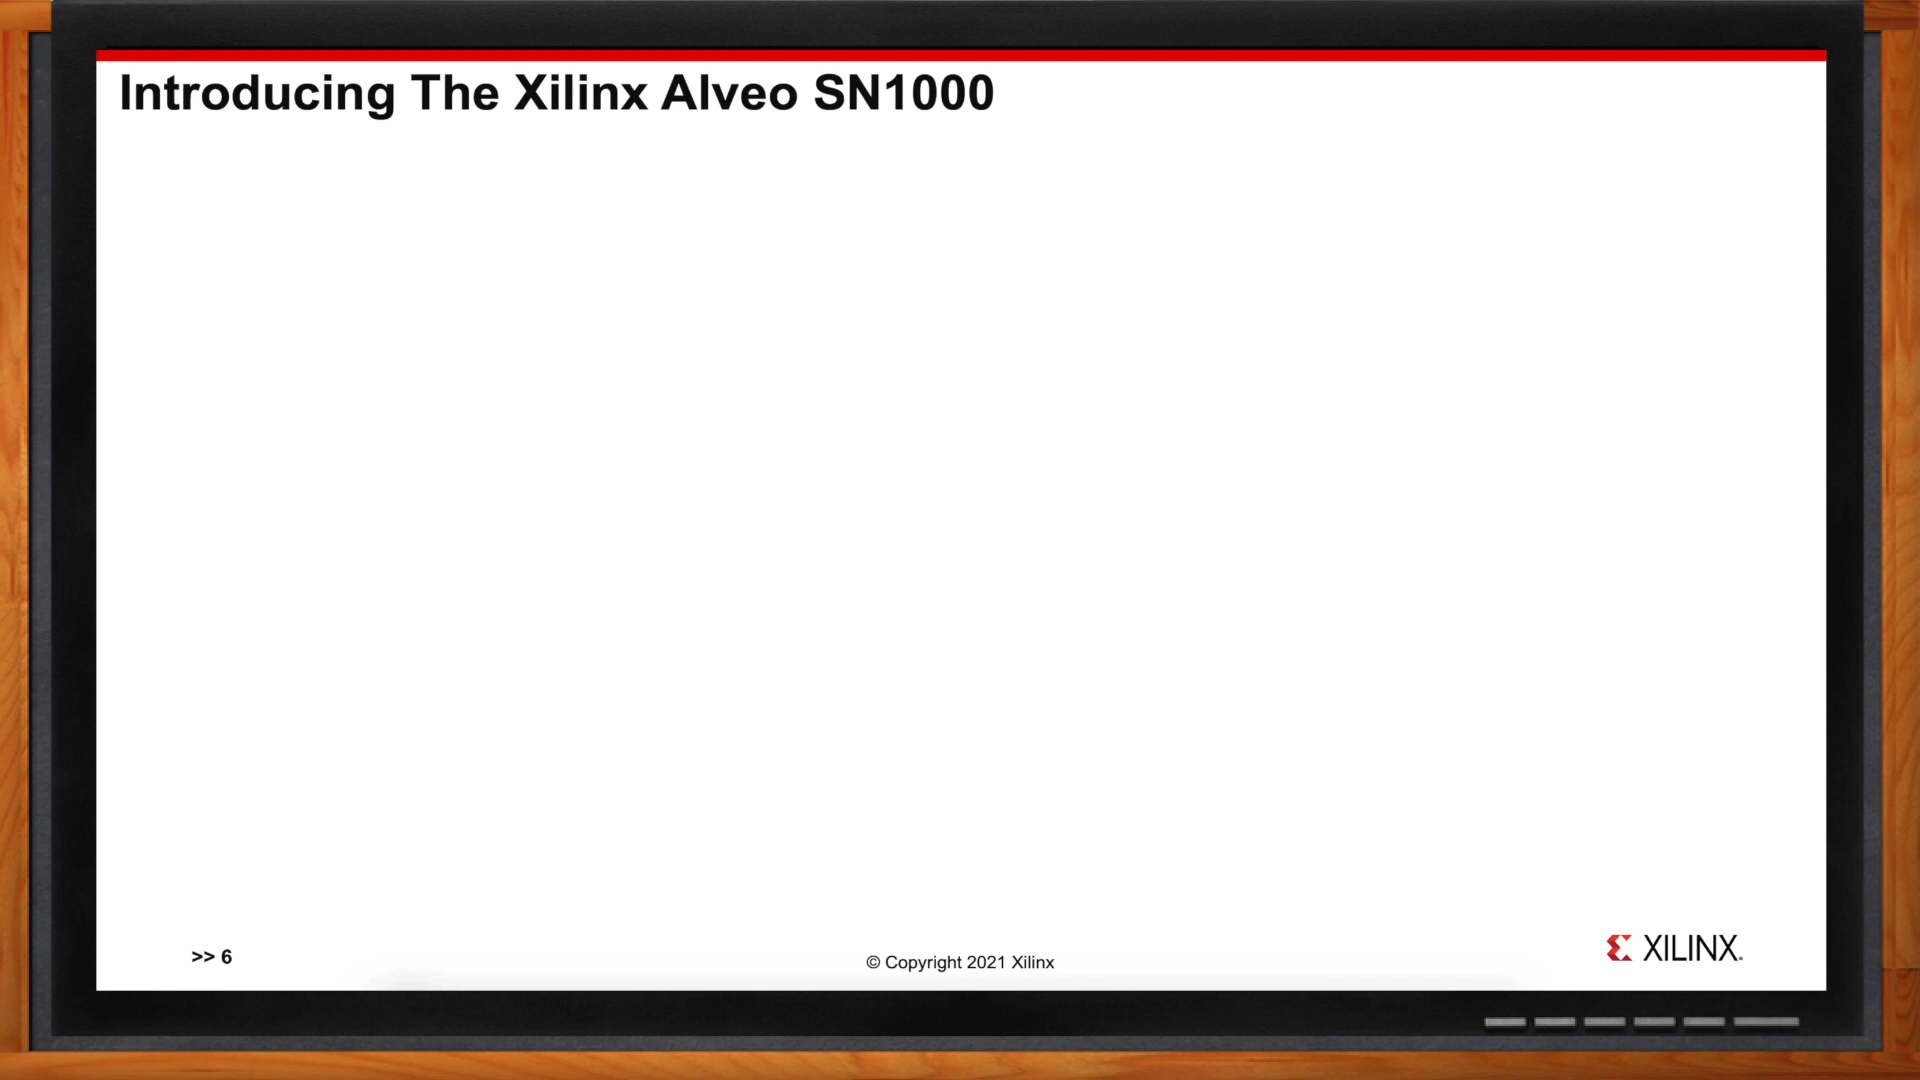 Introducing The Xilinx Alveo SN1000
>> 6
© Copyright 2021 Xilinx
XILINX.